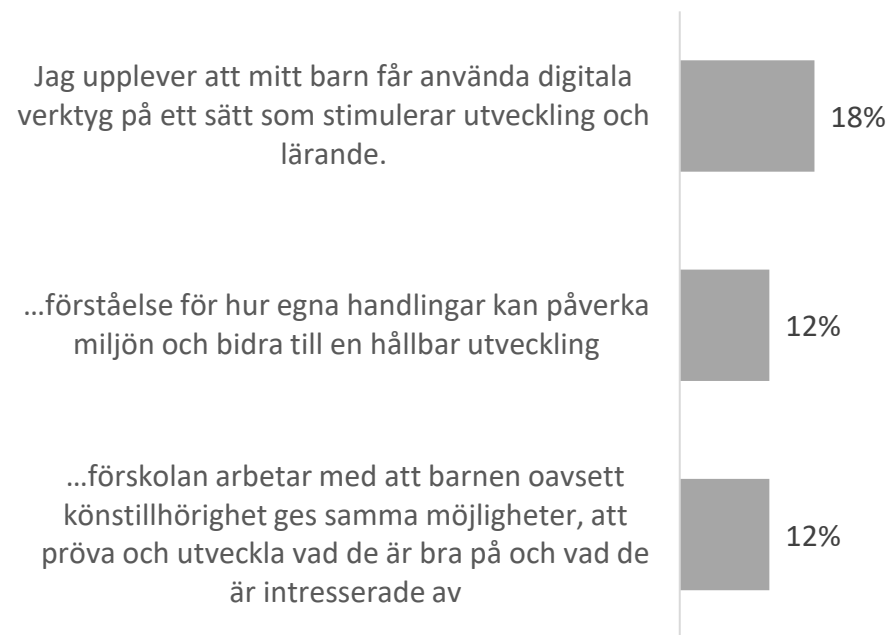 Jag upplever att mitt barn får använda digitala
verktyg på ett sätt som stimulerar utveckling och
lärande.
18%
...förståelse för hur egna handlingar kan påverka
miljön och bidra till en hållbar utveckling
12%
...förskolan arbetar med att barnen oavsett
könstillhörighet ges samma möjligheter, att
pröva och utveckla vad de är bra på och vad de
är intresserade av
12%